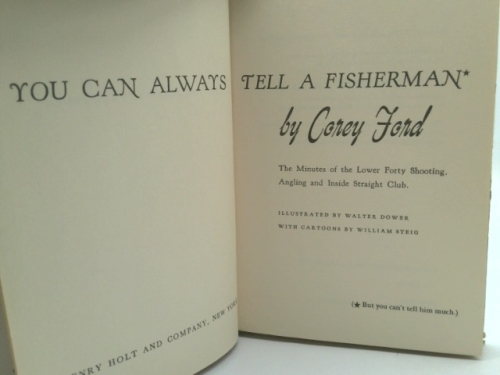 YOU CAN ALWAYS TELL A FISHERMAN*
by Corey Ford
The Minutes of the Lower Forty Shooting,
Angling and Inside Straight Club.
ILLUSTRATED BY WALTER DOWER
WITH CARTOONS BY WILLIAM STEIG
(★ But you can't tell him much.)
HENRY HOLT AND COMPANY, NEW YORK